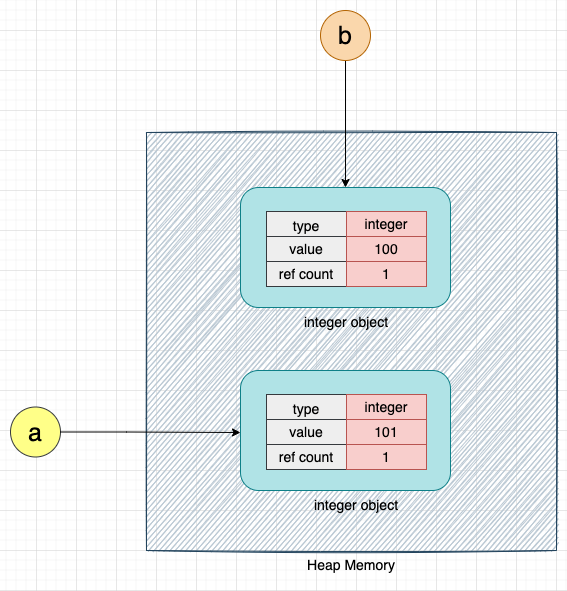 b
type integer
value 100
ref count 1
integer object
a
type integer
value 101
ref count 1
integer object
Heap Memory